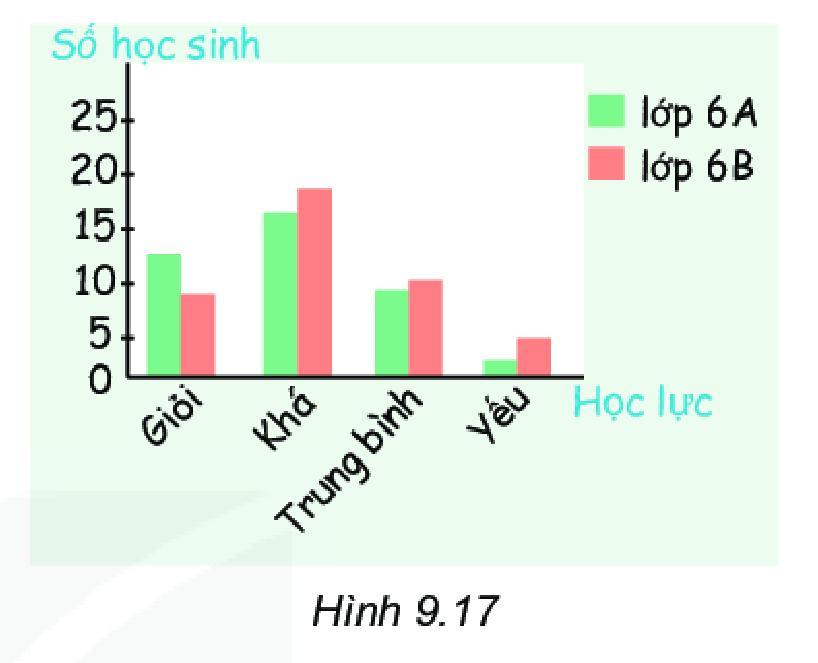 Số học sinh
25
20
15
10
5
0
lớp 6A
lớp 6B
Giỏi
Khá
Trung bình
Yếu
Học lực
Hình 9.17